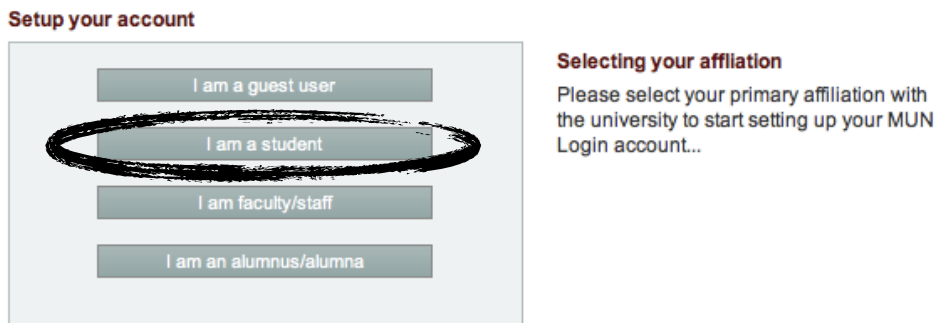 Setup your account
I am a guest user
I am a student
I am faculty/staff
I am an alumnus/alumna
Selecting your affliation
Please select your primary affiliation with
the university to start setting up your MUN
Login account...